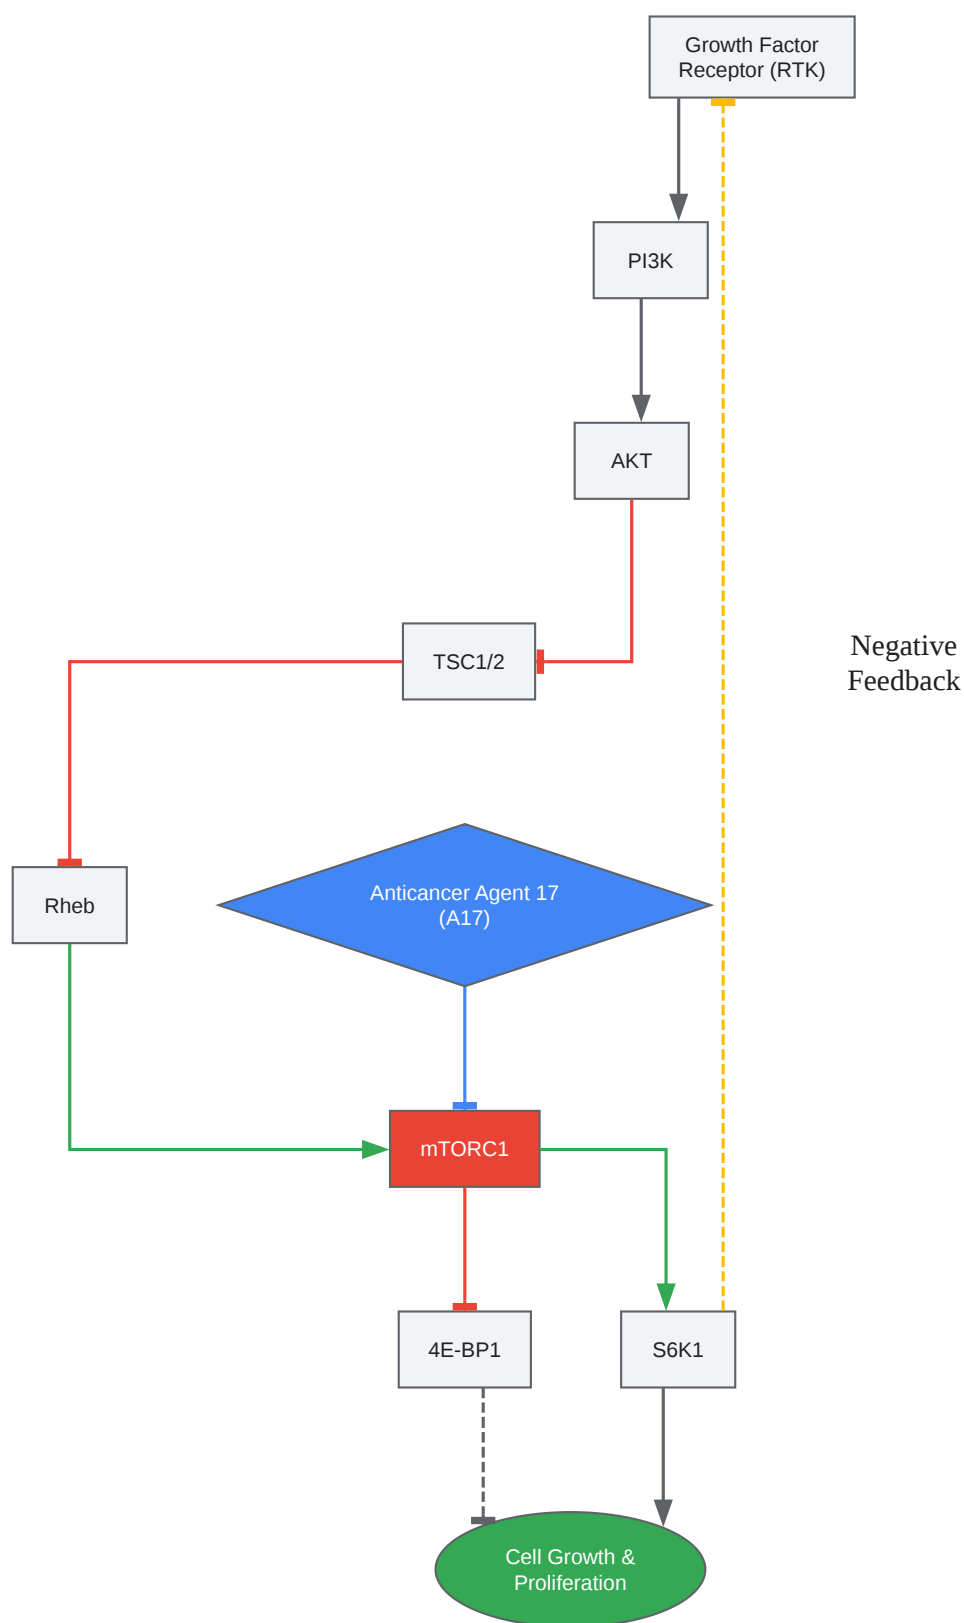 Growth Factor
Receptor (RTK)
PI3K
AKT
TSC1/2
Negative
Feedback
Rheb
Anticancer Agent 17
(A17)
mTORC1
4E-BP1
S6K1
Cell Growth &
Proliferation